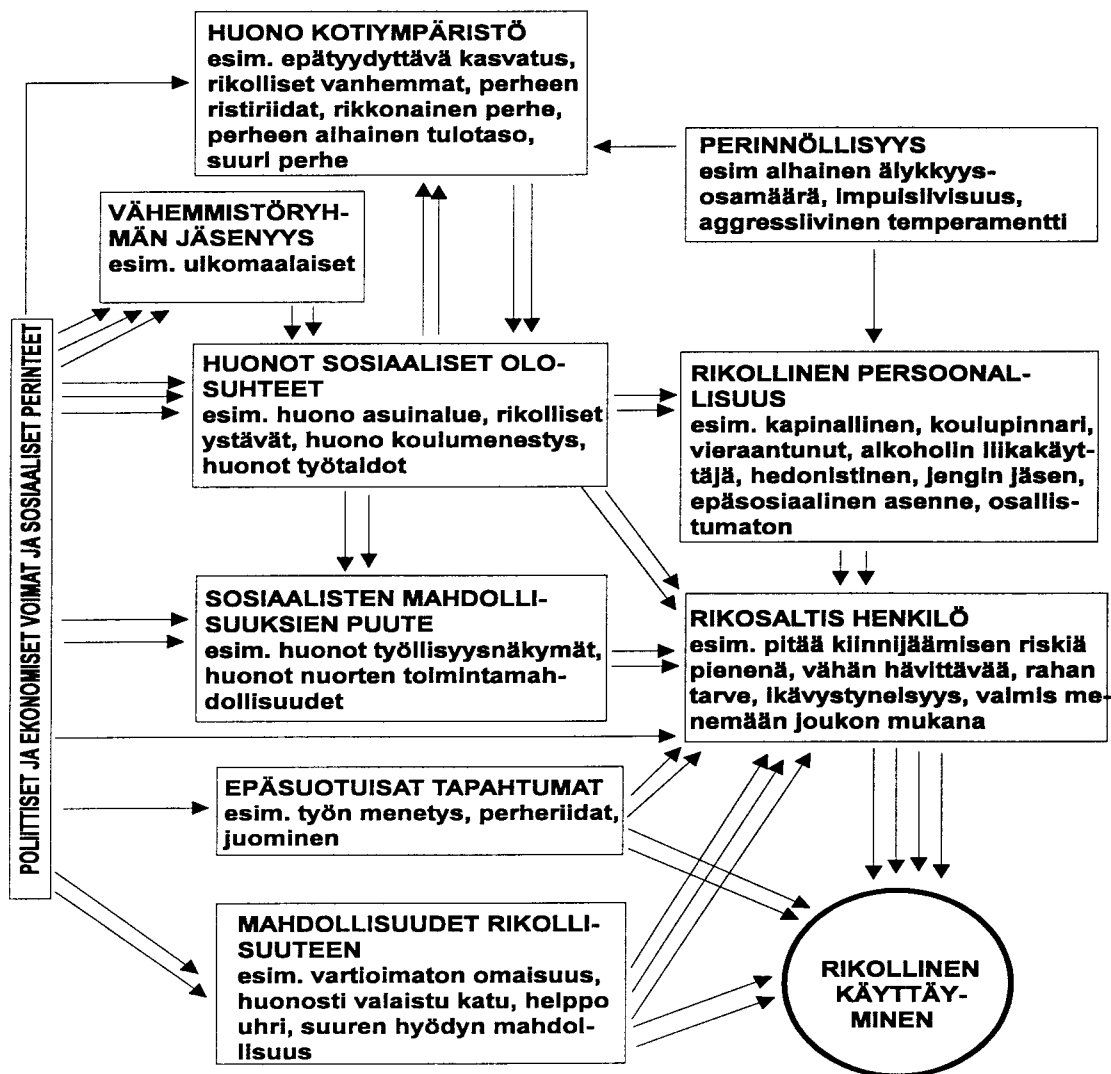 HUONO KOTIYMPÄRISTÖ
esim. epätyydyttävä kasvatus,
rikolliset vanhemmat, perheen
ristiriidat, rikkonainen perhe,
perheen alhainen tulotaso,
suuri perhe
PERINNÖLLISYYS
esim alhainen älykkyys-
osamäärä, impulsiivisuus,
aggressiivinen temperamentti
VÄHEMMISTÖRYH-
MÄN JÄSENYYS
esim. ulkomaalaiset
POLIITTISET JA EKONOMISET VOIMAT JA SOSIAALISET PERINTEET
HUONOT SOSIAALISET OLO-
SUHTEET
esim. huono asuinalue, rikolliset
ystävät, huono koulumenestys,
huonot työtaidot
RIKOLLINEN PERSOONAL-
LISUUS
esim. kapinallinen, koulupinnari,
vieraantunut, alkoholin liikakäyt-
täjä, hedonistinen, jengin jäsen,
epäsosiaalinen asenne, osallis-
tumaton
SOSIAALISTEN MAHDOLLI-
SUUKSIEN PUUTE
esim. huonot työllisyysnäkymät,
huonot nuorten toimintamah-
dollisuudet
RIKOSALTIS HENKILÖ
esim. pitää kiinnijäämisen riskiä
pienenä, vähän hävittävää, rahan
tarve, ikävystyneisyys, valmis me-
nemään joukon mukana
EPÄSUOTUISAT TAPAHTUMAT
esim. työn menetys, perheriidat,
juominen
MAHDOLLISUUDET RIKOLLI-
SUUTEEN
esim. vartioimaton omaisuus,
huonosti valaistu katu, helppo
uhri, suuren hyödyn mahdol-
lisuus
RIKOLLINEN
KÄYTTÄY-
MINEN